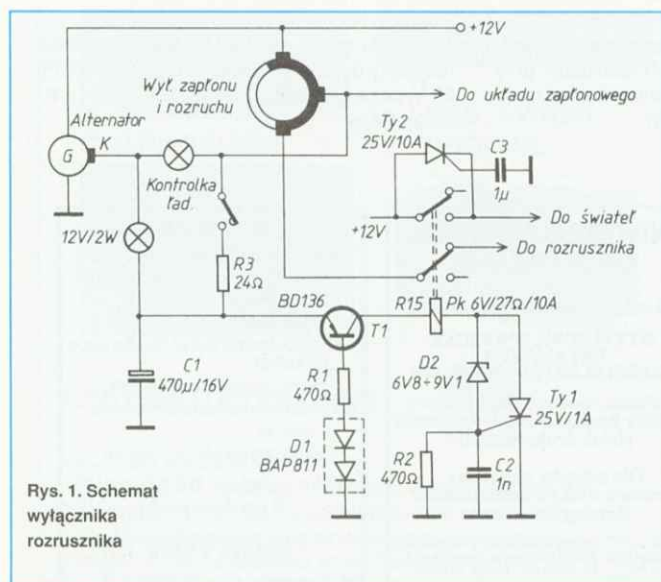 +12V
Wył. zapłonu
i rozruchu
Do układu zapłonowego
Alternator
K
G
Kontrolka
ład.
Ty2
25V/10A
C3
1µ
+12V
Do świateł
Do rozrusznika
12V/2W
R3
24Ω
BD136
T1
R15
Pk 6V/27Ω/10A
C1
470µ/16V
R1
470Ω
D1
BAP811
D2
6V8÷9V1
Ty1
25V/1A
R2
470Ω
C2
1n
Rys. 1. Schemat
wyłącznika
rozrusznika